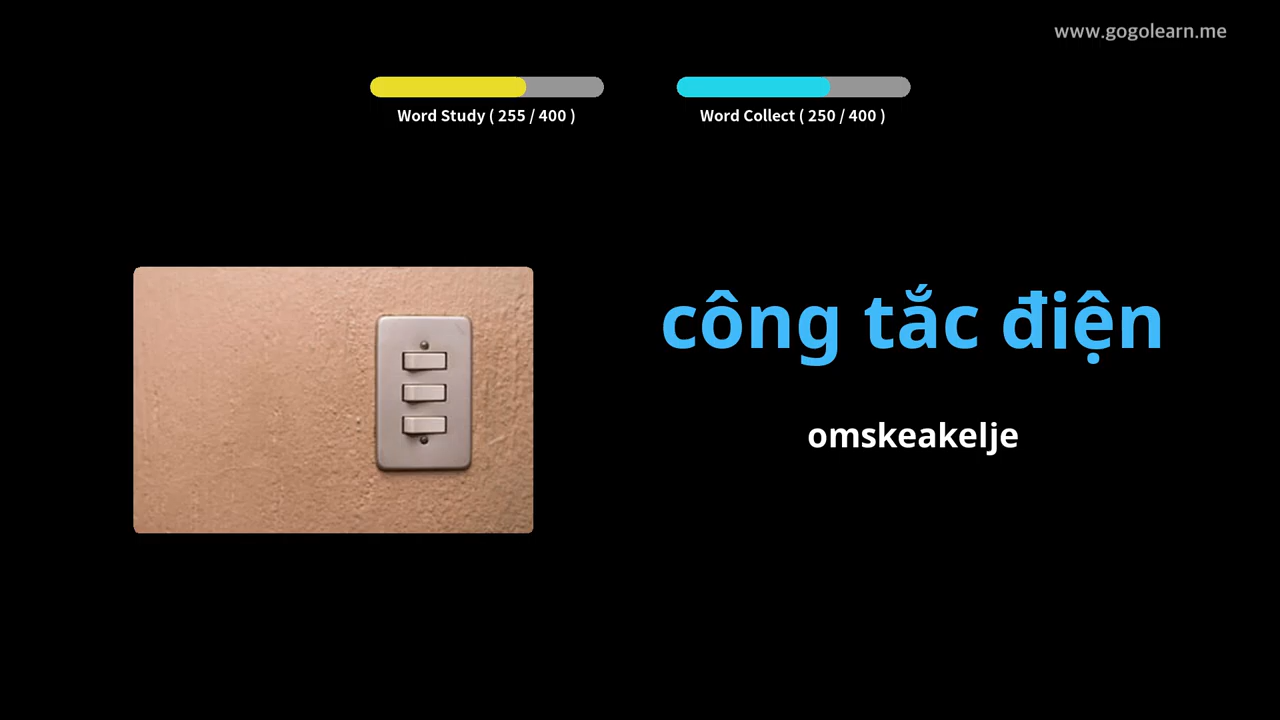 www.gogolearn.me
Word Study ( 255 / 400 )
Word Collect ( 250 / 400 )
công tắc điện
omskeakelje